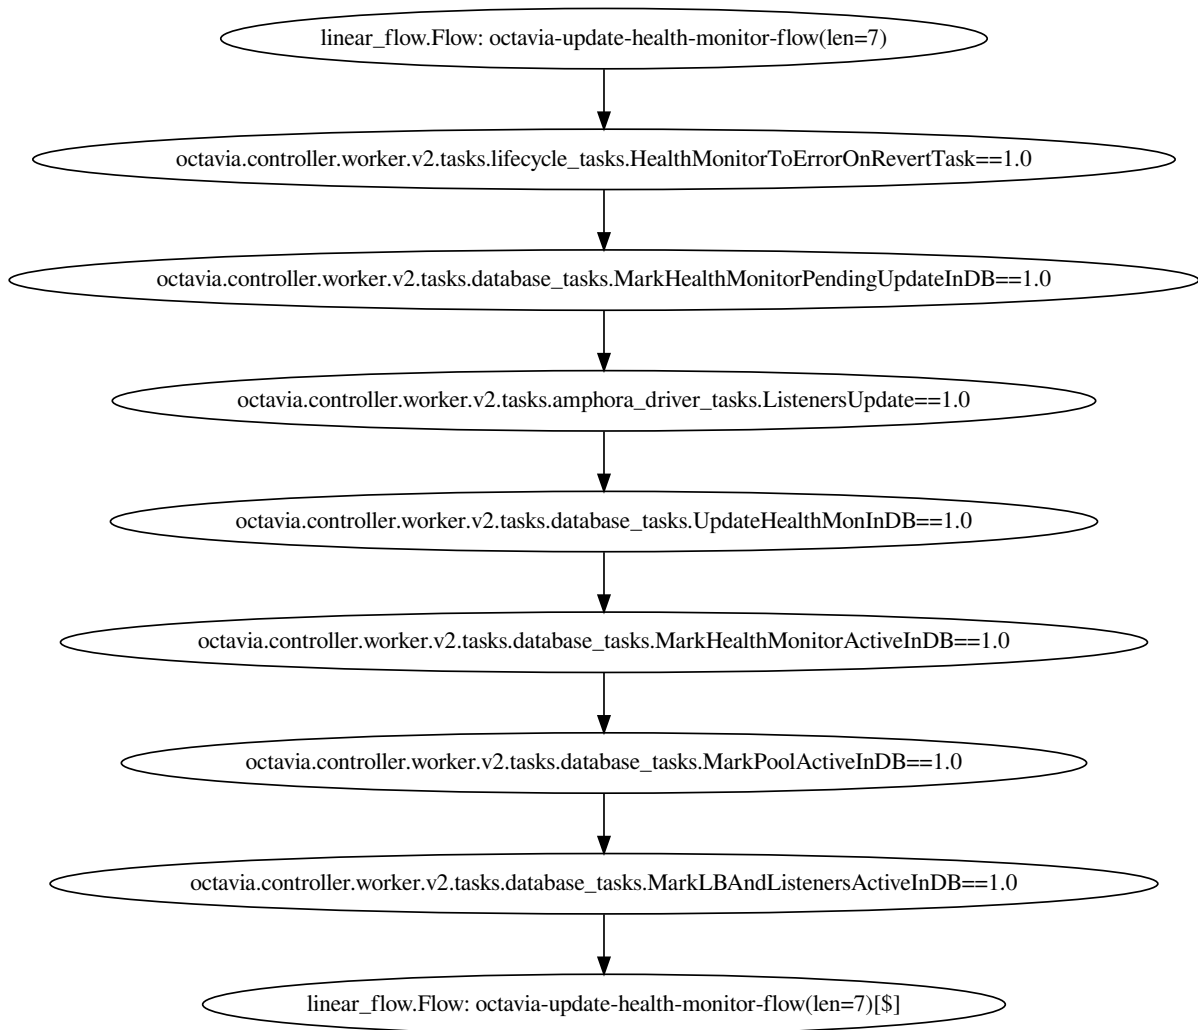 linear_flow.Flow: octavia-update-health-monitor-flow(len=7)
octavia.controller.worker.v2.tasks.lifecycle_tasks.HealthMonitorToErrorOnRevertTask==1.0
octavia.controller.worker.v2.tasks.database_tasks.MarkHealthMonitorPendingUpdateInDB==1.0
octavia.controller.worker.v2.tasks.amphora_driver_tasks.ListenersUpdate==1.0
octavia.controller.worker.v2.tasks.database_tasks.UpdateHealthMonInDB==1.0
octavia.controller.worker.v2.tasks.database_tasks.MarkHealthMonitorActiveInDB==1.0
octavia.controller.worker.v2.tasks.database_tasks.MarkPoolActiveInDB==1.0
octavia.controller.worker.v2.tasks.database_tasks.MarkLBAndListenersActiveInDB==1.0
linear_flow.Flow: octavia-update-health-monitor-flow(len=7)[$]